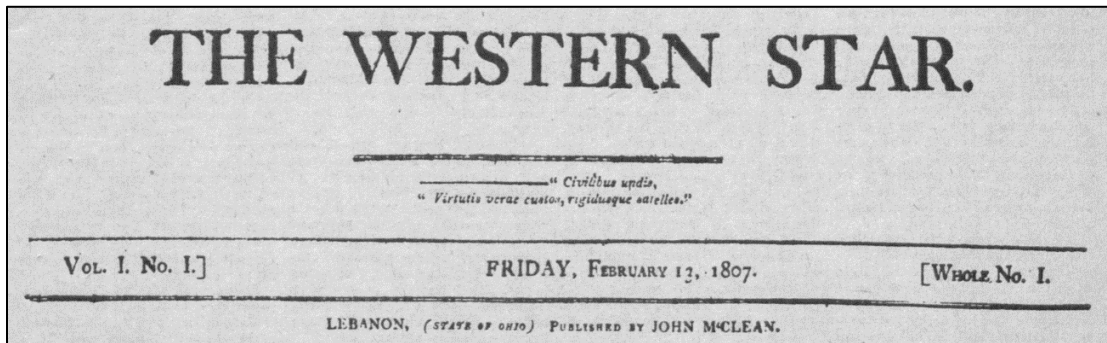 THE WESTERN STAR.
“ Civilibus undis,
“ Virtutis verae custos, rigidusque satelles.”
Vol. I. No. I.] FRIDAY, February 13, 1807. [Whole No. I.
LEBANON, (STATE OF OHIO) Published by JOHN M‘CLEAN.